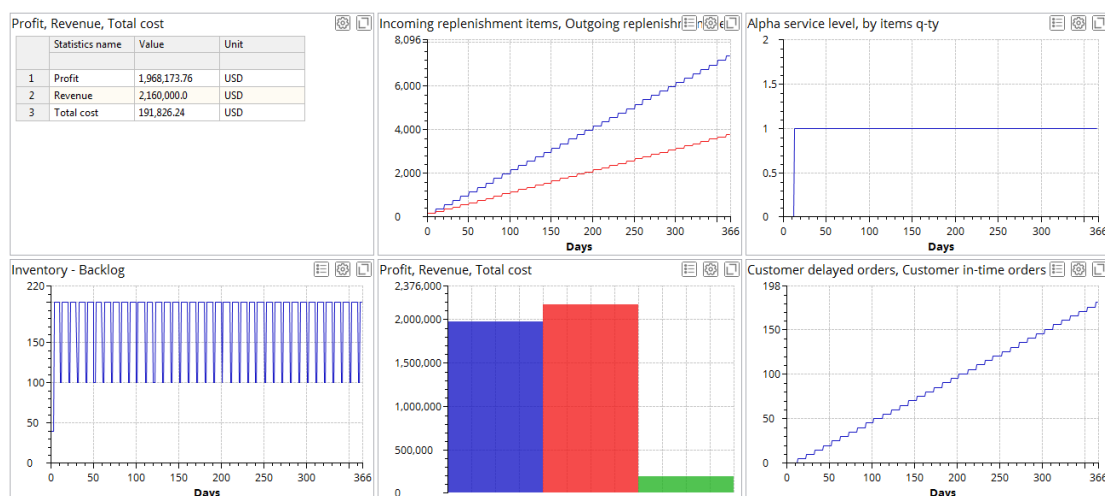 Profit, Revenue, Total cost
Statistics name Value Unit
1 Profit 1,968,173.76 USD
2 Revenue 2,160,000.0 USD
3 Total cost 191,826.24 USD
Incoming replenishment items, Outgoing
8,096
6,000
4,000
2,000
0
0 50 100 150 200 250 300 366
Days
Alpha service level, by items q-ty
2
1.5
1
0.5
0
0 50 100 150 200 250 300 366
Days
Inventory - Backlog
220
150
100
50
0
0 50 100 150 200 250 300 366
Days
Profit, Revenue, Total cost
2,376,000
2,000,000
1,500,000
1,000,000
500,000
0
Customer delayed orders, Customer in-time orders
198
150
100
50
0
0 50 100 150 200 250 300 366
Days